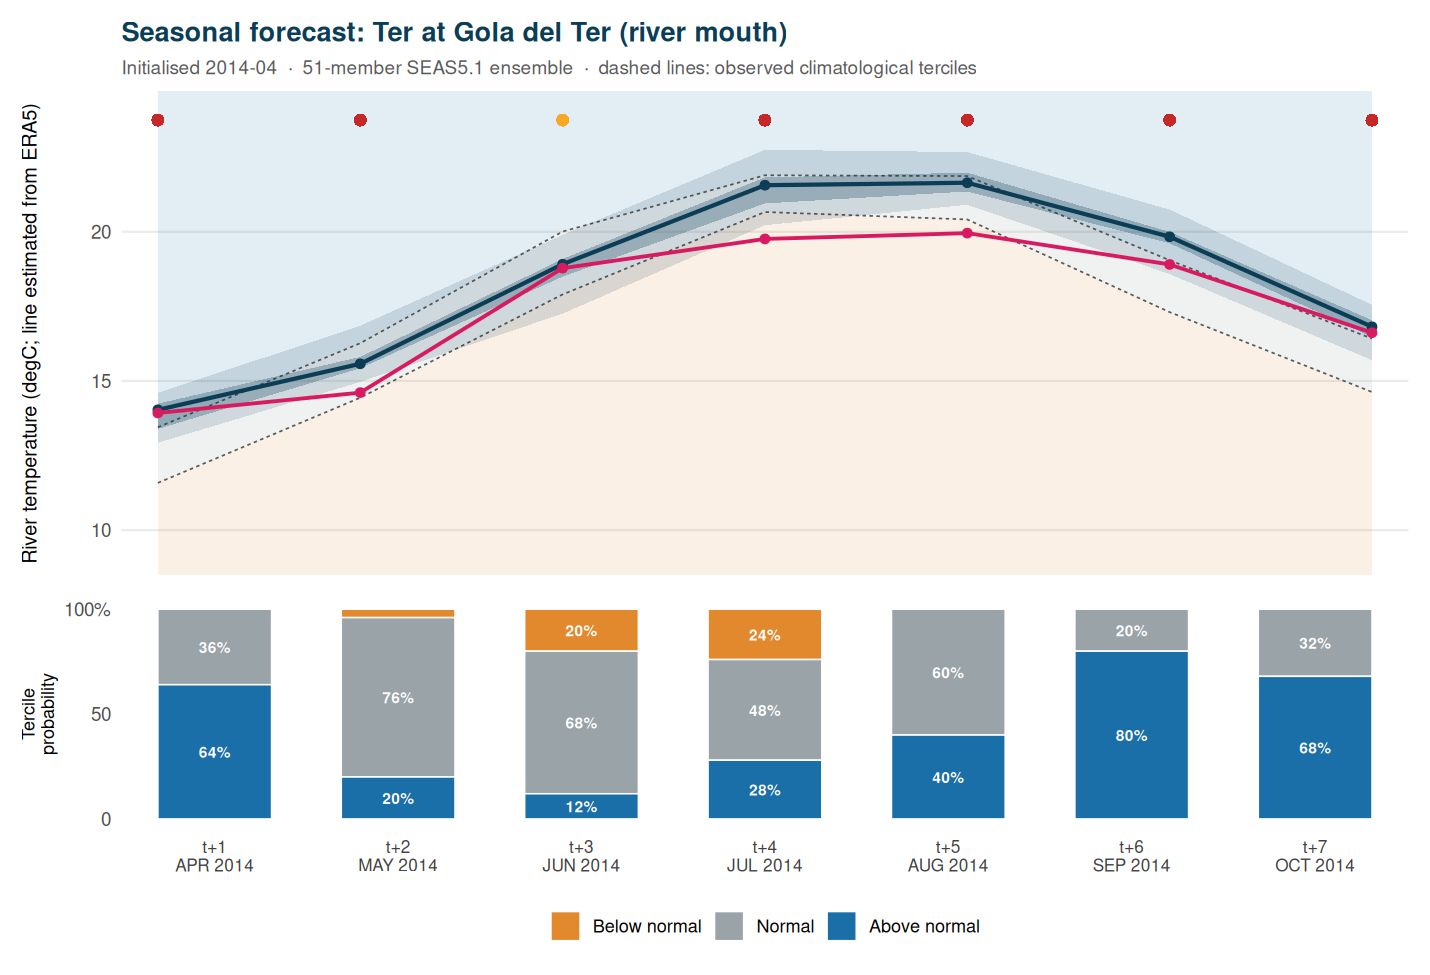 Seasonal forecast: Ter at Gola del Ter (river mouth)
Initialised 2014-04 · 51-member SEAS5.1 ensemble · dashed lines: observed climatological terciles
River temperature (degC; line estimated from ERA5)
20
15
10
Tercile
probability
100%
50
0
36%
64%
76%
20%
20%
68%
12%
24%
48%
28%
60%
40%
20%
80%
32%
68%
t+1
APR 2014
t+2
MAY 2014
t+3
JUN 2014
t+4
JUL 2014
t+5
AUG 2014
t+6
SEP 2014
t+7
OCT 2014
Below normal
Normal
Above normal